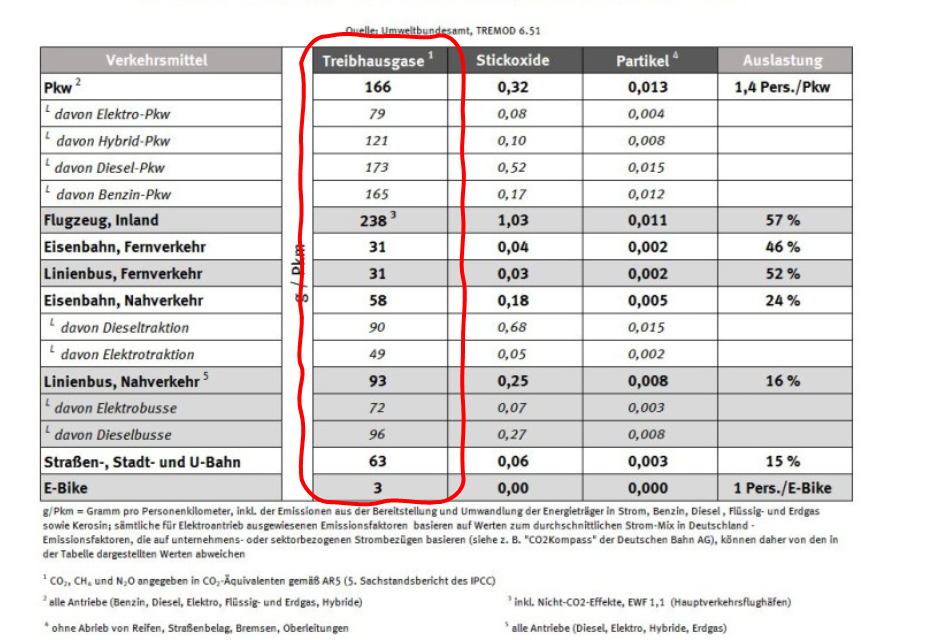 Quelle: Umweltbundesamt, TREMOD 6.51
Verkehrsmittel Treibhausgase ¹ Stickoxide Partikel ⁴ Auslastung
Pkw ² 166 0,32 0,013 1,4 Pers./Pkw
└ davon Elektro-Pkw 79 0,08 0,004
└ davon Hybrid-Pkw 121 0,10 0,008
└ davon Diesel-Pkw 173 0,52 0,015
└ davon Benzin-Pkw 165 0,17 0,012
Flugzeug, Inland 238 ³ 1,03 0,011 57 %
Eisenbahn, Fernverkehr 31 0,04 0,002 46 %
Linienbus, Fernverkehr 31 0,03 0,002 52 %
Eisenbahn, Nahverkehr 58 0,18 0,005 24 %
└ davon Dieseltraktion 90 0,68 0,015
└ davon Elektrotraktion 49 0,05 0,002
Linienbus, Nahverkehr ⁵ 93 0,25 0,008 16 %
└ davon Elektrobusse 72 0,07 0,003
└ davon Dieselbusse 96 0,27 0,008
Straßen-, Stadt- und U-Bahn 63 0,06 0,003 15 %
E-Bike 3 0,00 0,000 1 Pers./E-Bike
g / Pkm
g/Pkm = Gramm pro Personenkilometer, inkl. der Emissionen aus der Bereitstellung und Umwandlung der Energieträger in Strom, Benzin, Diesel , Flüssig- und Erdgas
sowie Kerosin; sämtliche für Elektroantrieb ausgewiesenen Emissionsfaktoren basieren auf Werten zum durchschnittlichen Strom-Mix in Deutschland -
Emissionsfaktoren, die auf unternehmens- oder sektorbezogenen Strombezügen basieren (siehe z. B. "CO2Kompass" der Deutschen Bahn AG), können daher von den in
der Tabelle dargestellten Werten abweichen
¹ CO₂, CH₄ und N₂O angegeben in CO₂-Äquivalenten gemäß AR5 (5. Sachstandsbericht des IPCC)
² alle Antriebe (Benzin, Diesel, Elektro, Flüssig- und Erdgas, Hybride) ³ inkl. Nicht-CO2-Effekte, EWF 1,1 (Hauptverkehrsflughäfen)
⁴ ohne Abrieb von Reifen, Straßenbelag, Bremsen, Oberleitungen ⁵ alle Antriebe (Diesel, Elektro, Hybride, Erdgas)